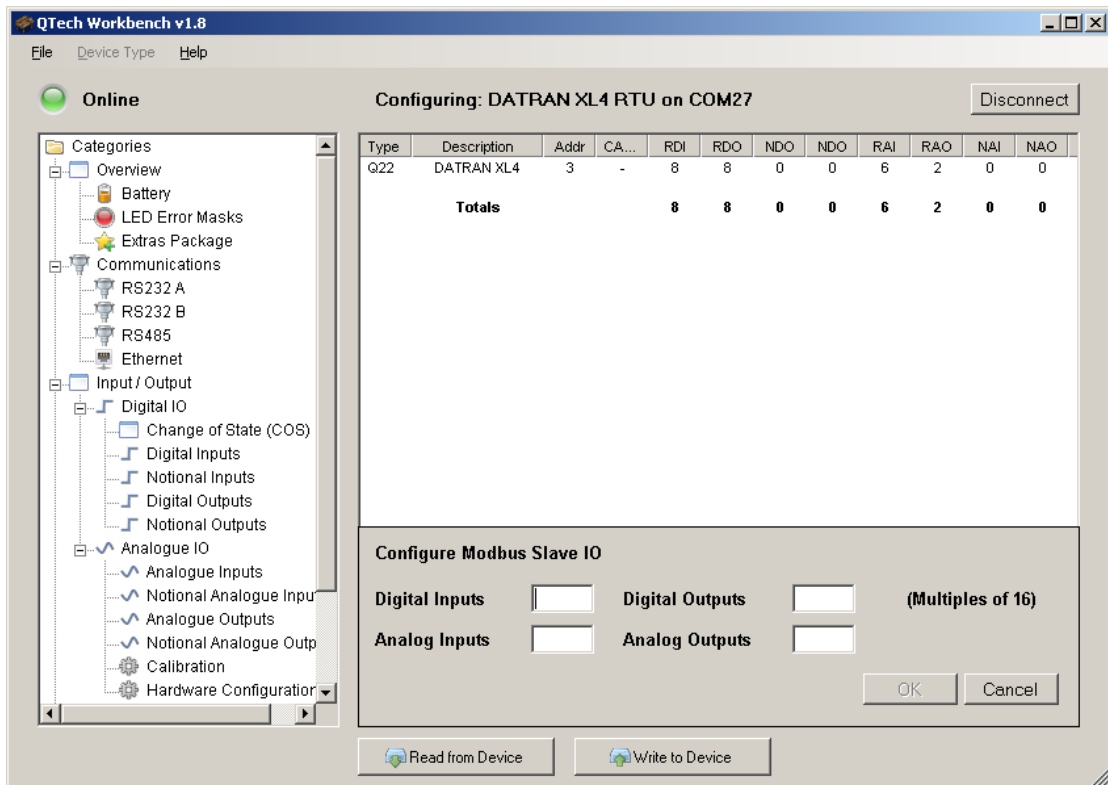 QTech Workbench v1.8
File Device Type Help
Online
Configuring: DATRAN XL4 RTU on COM27
Disconnect
Categories
Overview
Battery
LED Error Masks
Extras Package
Communications
RS232 A
RS232 B
RS485
Ethernet
Input / Output
Digital IO
Change of State (COS)
Digital Inputs
Notional Inputs
Digital Outputs
Notional Outputs
Analogue IO
Analogue Inputs
Notional Analogue Inpu
Analogue Outputs
Notional Analogue Outp
Calibration
Hardware Configuration
Type Description Addr CA... RDI RDO NDO NDO RAI RAO NAI NAO
Q22 DATRAN XL4 3 - 8 8 0 0 6 2 0 0
Totals 8 8 0 0 6 2 0 0
Configure Modbus Slave IO
Digital Inputs Digital Outputs (Multiples of 16)
Analog Inputs Analog Outputs
OK Cancel
Read from Device Write to Device